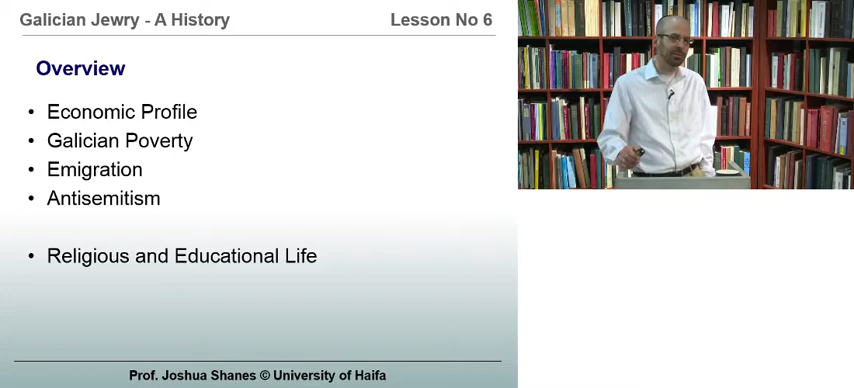 Galician Jewry - A History
Lesson No 6
Overview
• Economic Profile
• Galician Poverty
• Emigration
• Antisemitism
• Religious and Educational Life
Prof. Joshua Shanes © University of Haifa